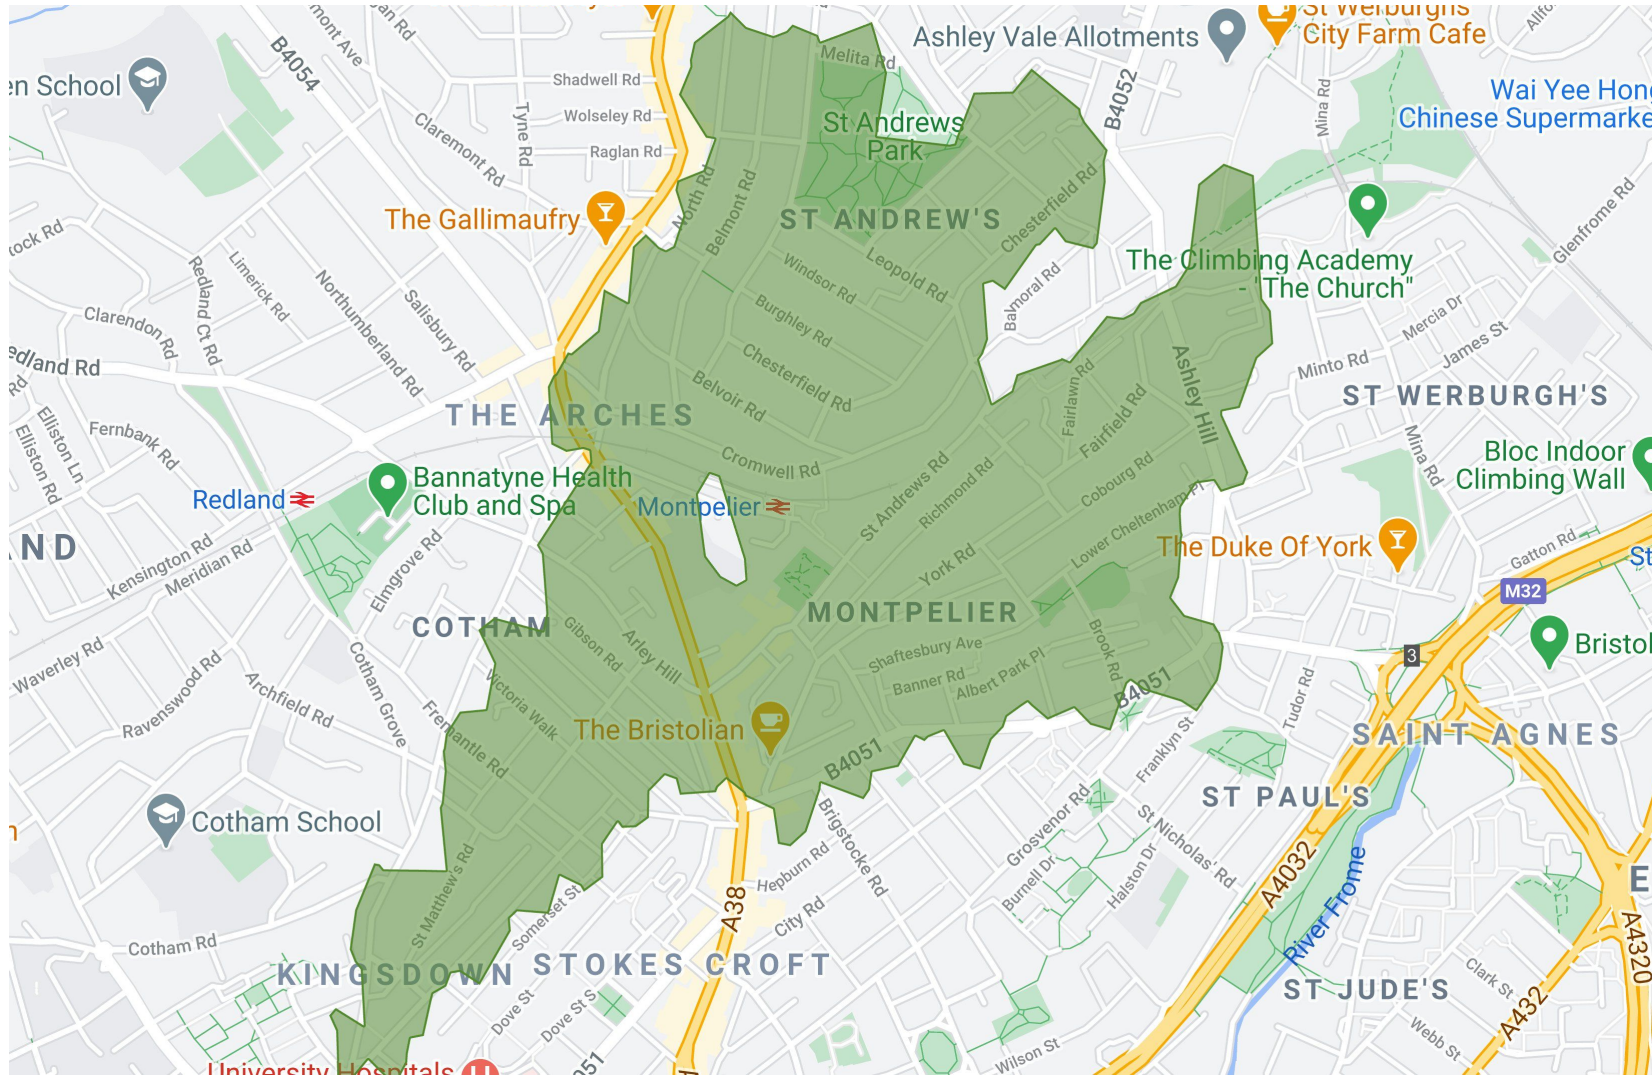 St Werburghs
City Farm Cafe
Ashley Vale Allotments
Melita Rd
B4054
B4052
Shadwell Rd
Wolseley Rd
Raglan Rd
Tyne Rd
Claremont Rd
en School
Wai Yee Hong
Chinese Supermarke
Mina Rd
St Andrews
Park
The Gallimaufry
North Rd
Belmont Rd
ST ANDREW'S
Chesterfield Rd
Leopold Rd
Windsor Rd
Balmoral Rd
The Climbing Academy
- "The Church"
Glenfrome Rd
tock Rd
Redland Ct Rd
Limerick Rd
Northumberland Rd
Salisbury Rd
Clarendon Rd
edland Rd
Burghley Rd
Chesterfield Rd
Belvoir Rd
Mercia Dr
James St
Minto Rd
Ashley Hill
Fairlawn Rd
Fairfield Rd
ST WERBURGH'S
THE ARCHES
Elliston Ln
Elliston Rd
Fernbank Rd
Cromwell Rd
Mina Rd
Bloc Indoor
Climbing Wall
Bannatyne Health
Club and Spa
Redland
Montpelier
St Andrews Rd
Richmond Rd
Cobourg Rd
Lower Cheltenham Pl
AND
Kensington Rd
Meridian Rd
Elmgrove Rd
York Rd
The Duke Of York
Gatton Rd
St
M32
COTHAM
Gibson Rd
Arley Hill
MONTPELIER
Shaftesbury Ave
Banner Rd
Albert Park Pl
Brook Rd
B4051
3
Bristol
Waverley Rd
Ravenswood Rd
Archfield Rd
Cotham Grove
Victoria Walk
Fremantle Rd
The Bristolian
B4051
Tudor Rd
Franklyn St
SAINT AGNES
ST PAUL'S
Cotham School
Brigstocke Rd
Grosvenor Rd
St Nicholas' Rd
Burnell Dr
Halston Dr
A4032
River Frome
St Matthew's Rd
Hepburn Rd
A38
City Rd
Somerset St
Cotham Rd
KINGSDOWN
STOKES CROFT
ST JUDE'S
E
A4320
A432
Clark St
Webb St
Dove St
Dove St S
Wilson St
University Hospitals